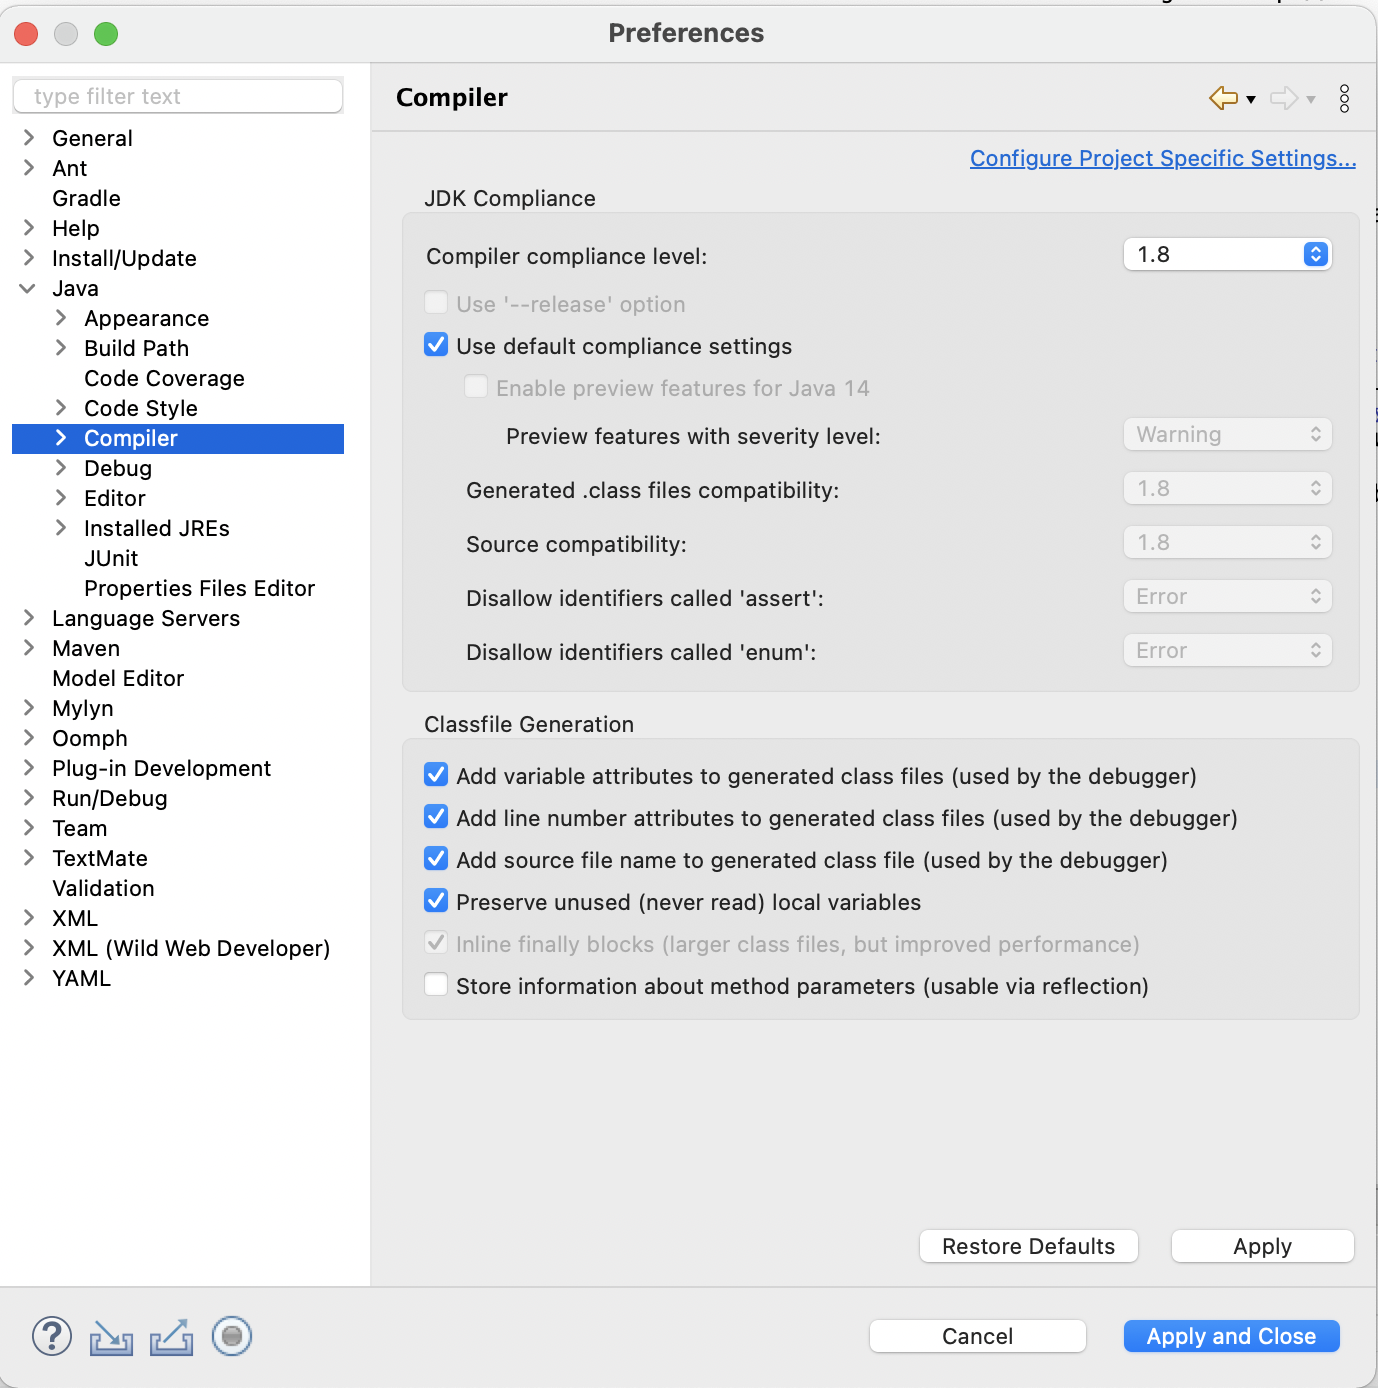 Preferences
type filter text
General
Ant
Gradle
Help
Install/Update
Java
Appearance
Build Path
Code Coverage
Code Style
Compiler
Debug
Editor
Installed JREs
JUnit
Properties Files Editor
Language Servers
Maven
Model Editor
Mylyn
Oomph
Plug-in Development
Run/Debug
Team
TextMate
Validation
XML
XML (Wild Web Developer)
YAML
Compiler
Configure Project Specific Settings...
JDK Compliance
Compiler compliance level: 1.8
Use '--release' option
Use default compliance settings
Enable preview features for Java 14
Preview features with severity level: Warning
Generated .class files compatibility: 1.8
Source compatibility: 1.8
Disallow identifiers called 'assert': Error
Disallow identifiers called 'enum': Error
Classfile Generation
Add variable attributes to generated class files (used by the debugger)
Add line number attributes to generated class files (used by the debugger)
Add source file name to generated class file (used by the debugger)
Preserve unused (never read) local variables
Inline finally blocks (larger class files, but improved performance)
Store information about method parameters (usable via reflection)
Restore Defaults Apply
? Cancel Apply and Close